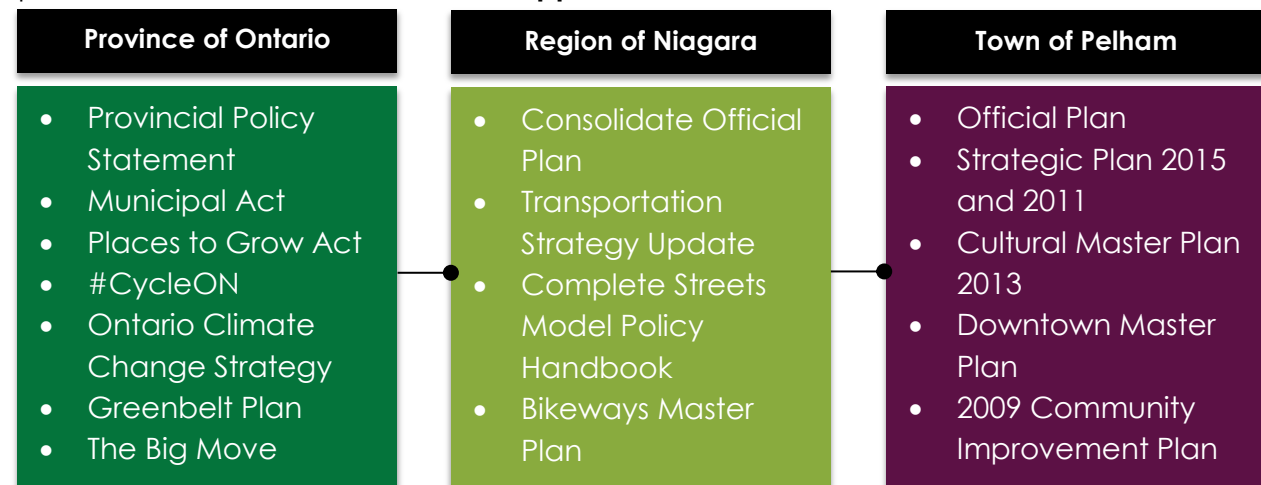 Province of Ontario
• Provincial Policy
Statement
• Municipal Act
• Places to Grow Act
• #CycleON
• Ontario Climate
Change Strategy
• Greenbelt Plan
• The Big Move
Region of Niagara
• Consolidate Official
Plan
• Transportation
Strategy Update
• Complete Streets
Model Policy
Handbook
• Bikeways Master
Plan
Town of Pelham
• Official Plan
• Strategic Plan 2015
and 2011
• Cultural Master Plan
2013
• Downtown Master
Plan
• 2009 Community
Improvement Plan